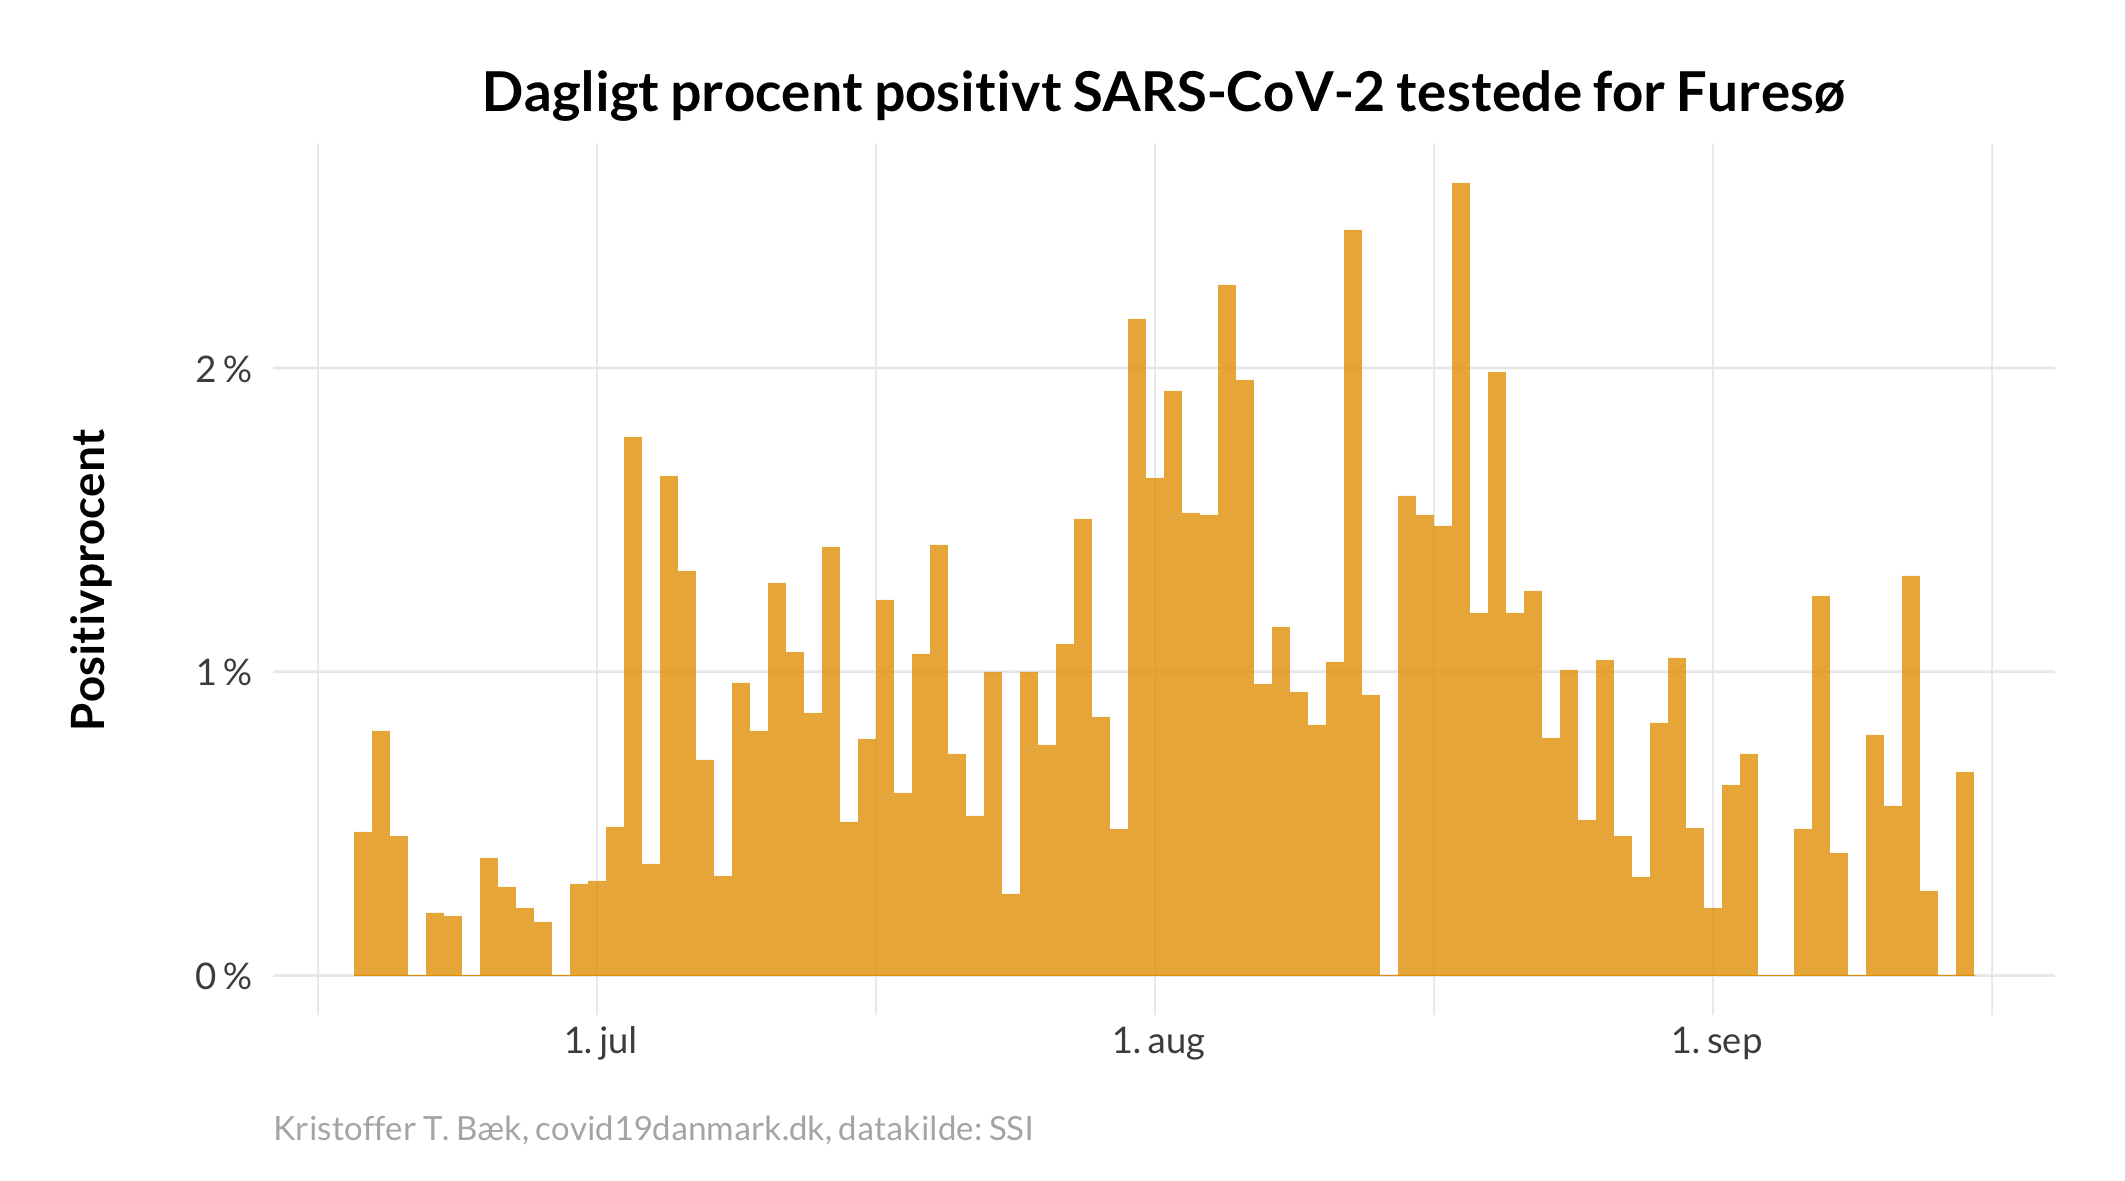 Dagligt procent positivt SARS-CoV-2 testede for Furesø
Positivprocent
2 %
1 %
0 %
1. jul
1. aug
1. sep
Kristoffer T. Bæk, covid19danmark.dk, datakilde: SSI